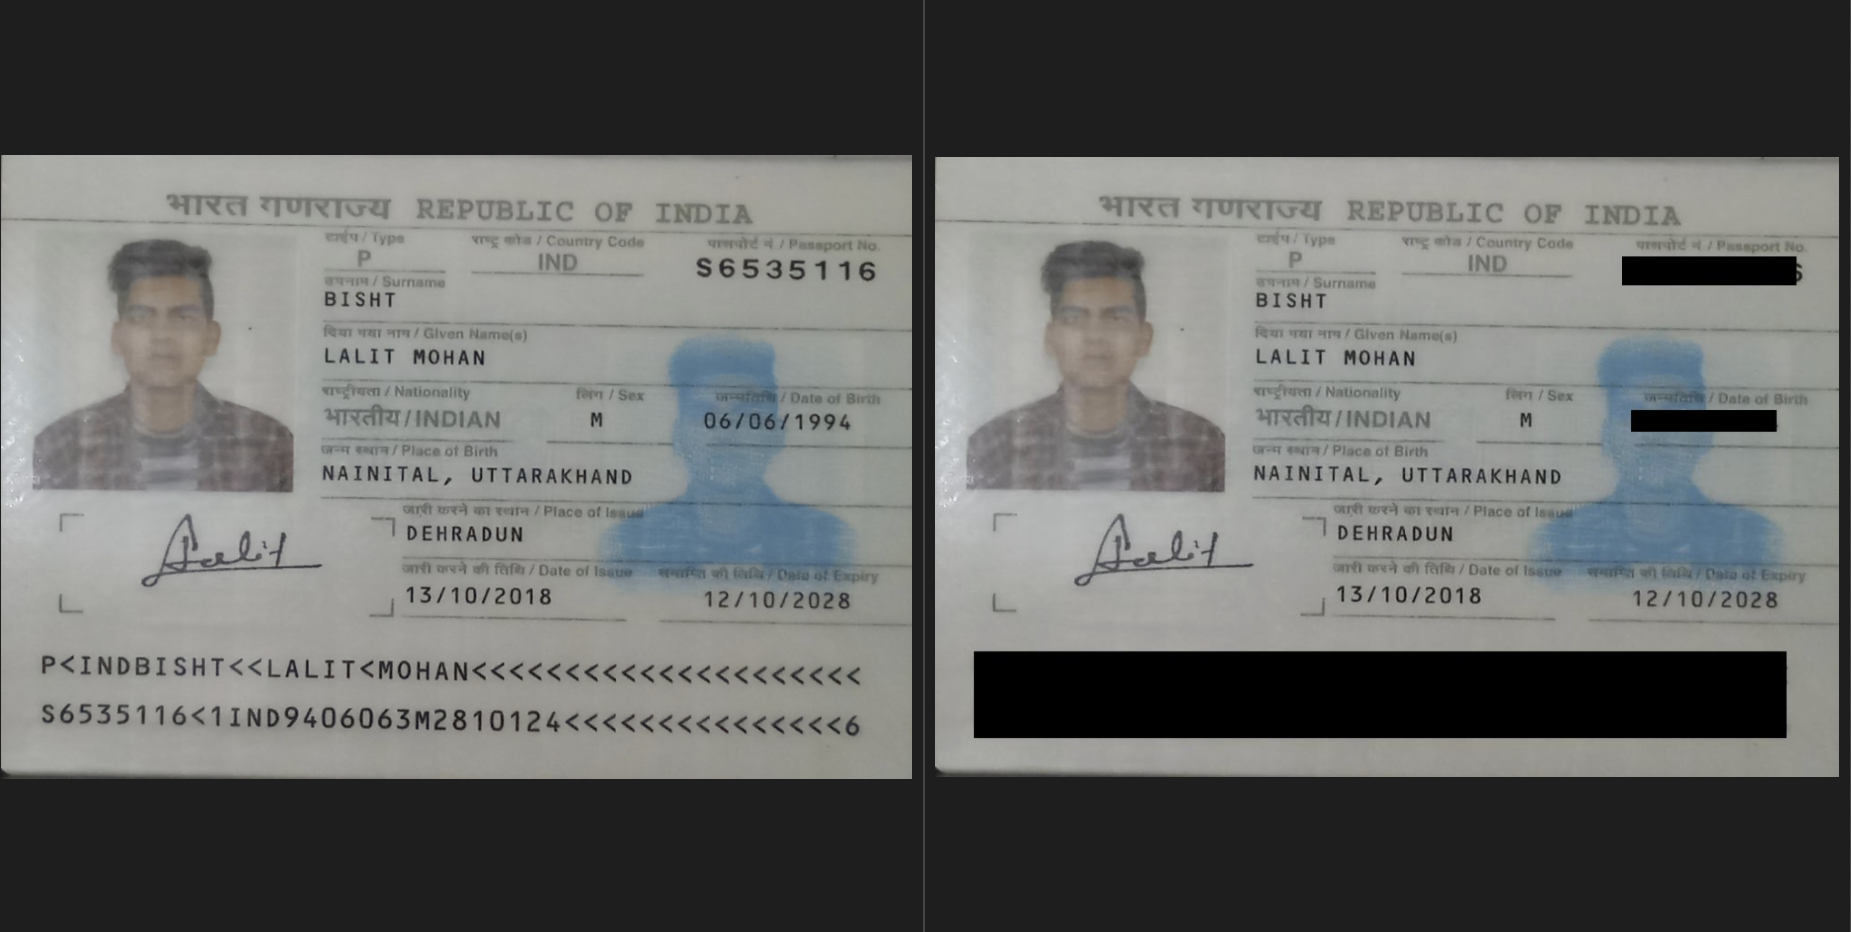 भारत गणराज्य REPUBLIC OF INDIA
टाईप / Type राष्ट्र कोड / Country Code पासपोर्ट नं / Passport No.
P IND S6535116
उपनाम / Surname
BISHT
दिया गया नाम / Given Name(s)
LALIT MOHAN
राष्ट्रीयता / Nationality लिंग / Sex जन्मतिथि / Date of Birth
भारतीय/INDIAN M 06/06/1994
जन्म स्थान / Place of Birth
NAINITAL, UTTARAKHAND
जारी करने का स्थान / Place of Issue
DEHRADUN
Lalit
जारी करने की तिथि / Date of Issue समाप्ति की तिथि / Date of Expiry
13/10/2018 12/10/2028
P<INDBISHT<<LALIT<MOHAN<<<<<<<<<<<<<<<<<<<<<
S6535116<1IND9406063M2810124<<<<<<<<<<<<<<<6
भारत गणराज्य REPUBLIC OF INDIA
टाईप / Type राष्ट्र कोड / Country Code पासपोर्ट नं / Passport No.
P IND
उपनाम / Surname
BISHT
दिया गया नाम / Given Name(s)
LALIT MOHAN
राष्ट्रीयता / Nationality लिंग / Sex जन्मतिथि / Date of Birth
भारतीय/INDIAN M
जन्म स्थान / Place of Birth
NAINITAL, UTTARAKHAND
जारी करने का स्थान / Place of Issue
DEHRADUN
Lalit
जारी करने की तिथि / Date of Issue समाप्ति की तिथि / Date of Expiry
13/10/2018 12/10/2028